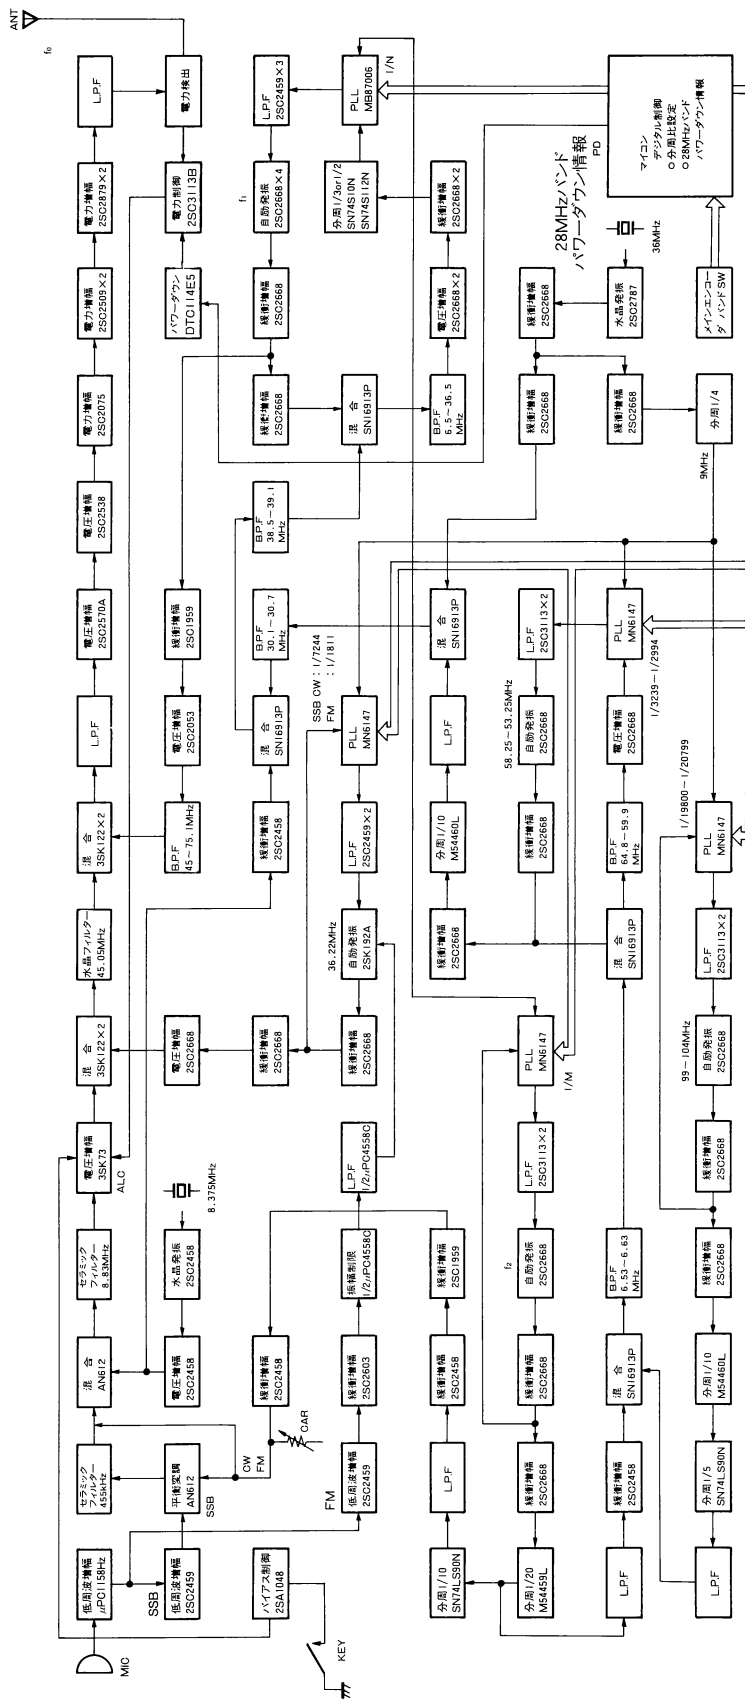 MIC
低周波増幅
μPC1158Hz
セラミック
フィルター
455kHz
混 合
AN612
セラミック
フィルター
8.83MHz
電圧増幅
3SK73
混 合
3SK122×2
水晶フィルター
45.05MHz
混 合
3SK122×2
L.P.F
電圧増幅
2SC2570A
電圧増幅
2SC2538
電力増幅
2SC2075
電力増幅
2SC2509×2
電力増幅
2SC2879×2
L.P.F
f₀
ANT
SSB
低周波増幅
2SC2459
平衡変調
AN612
SSB
電圧増幅
2SC2458
水晶発振
2SC2458
8.375MHz
ALC
電圧増幅
2SC2668
B.P.F
45~75.1MHz
電圧増幅
2SC2053
緩衝増幅
2SC1959
パワーダウン
DTC114E5
電力制御
2SC3113B
電力検出
バイアス制御
2SA1048
KEY
CW
FM
CAR
緩衝増幅
2SC2458
緩衝増幅
2SC2668
緩衝増幅
2SC2458
混 合
SN16913P
B.P.F
30.1~30.7
MHz
B.P.F
38.5~39.1
MHz
緩衝増幅
2SC2668
緩衝増幅
2SC2668
自励発振
2SC2668×4
f₁
L.P.F
2SC2459×3
FM
低周波増幅
2SC2459
緩衝増幅
2SC2603
振幅制限
1/2μPC4558C
L.P.F
1/2μPC4558C
緩衝増幅
2SC2668
36.22MHz
自励発振
2SK192A
L.P.F
2SC2459×2
PLL
MN6147
SSB CW : 1/7244
FM : 1/1811
混 合
SN16913P
分周1/3or1/2
SN74S10N
SN74S112N
PLL
MB87006
1/N
分周1/10
SN74LS90N
L.P.F
緩衝増幅
2SC2458
緩衝増幅
2SC1959
緩衝増幅
2SC2668
分周1/10
M54460L
L.P.F
混 合
SN16913P
B.P.F
6.5~36.5
MHz
電圧増幅
2SC2668×2
緩衝増幅
2SC2668×2
分周1/20
M54459L
緩衝増幅
2SC2668
緩衝増幅
2SC2668
f₂
自励発振
2SC2668
L.P.F
2SC3113×2
PLL
MN6147
1/M
緩衝増幅
2SC2668
58.25~53.25MHz
自励発振
2SC2668
L.P.F
2SC3113×2
緩衝増幅
2SC2668
緩衝増幅
2SC2668
28MHzバンド
パワーダウン情報
PD
L.P.F
緩衝増幅
2SC2458
混 合
SN16913P
B.P.F
6.53~6.63
MHz
混 合
SN16913P
B.P.F
64.8~59.9
MHz
電圧増幅
2SC2668
PLL
MN6147
1/3239~1/2994
緩衝増幅
2SC2668
水晶発振
2SC2787
36MHz
L.P.F
分周1/5
SN74LS90N
分周1/10
M54460L
緩衝増幅
2SC2668
緩衝増幅
2SC2668
99~104MHz
自励発振
2SC2668
L.P.F
2SC3113×2
PLL
MN6147
1/19800~1/20799
9MHz
分周1/4
メインエンコー
ダ バンドSW
マイコン
デジタル制御
○ 分周比設定
○ 28MHzバンド
パワーダウン情報